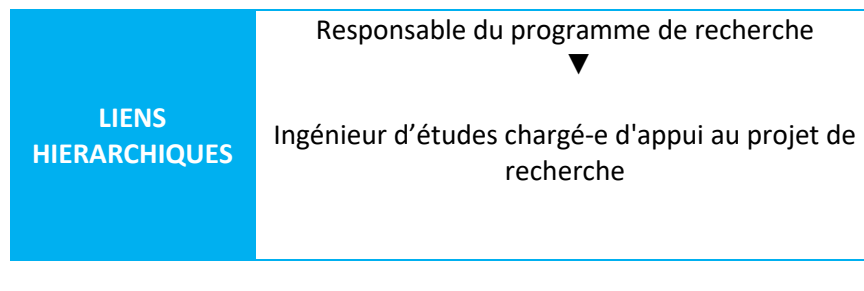 LIENS
HIERARCHIQUES
Responsable du programme de recherche
▼
Ingénieur d’études chargé-e d'appui au projet de
recherche